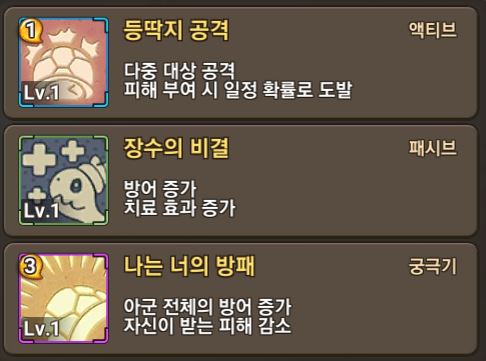 1
등딱지 공격
액티브
다중 대상 공격
피해 부여 시 일정 확률로 도발
Lv.1
장수의 비결
패시브
방어 증가
치료 효과 증가
Lv.1
3
나는 너의 방패
궁극기
아군 전체의 방어 증가
자신이 받는 피해 감소
Lv.1